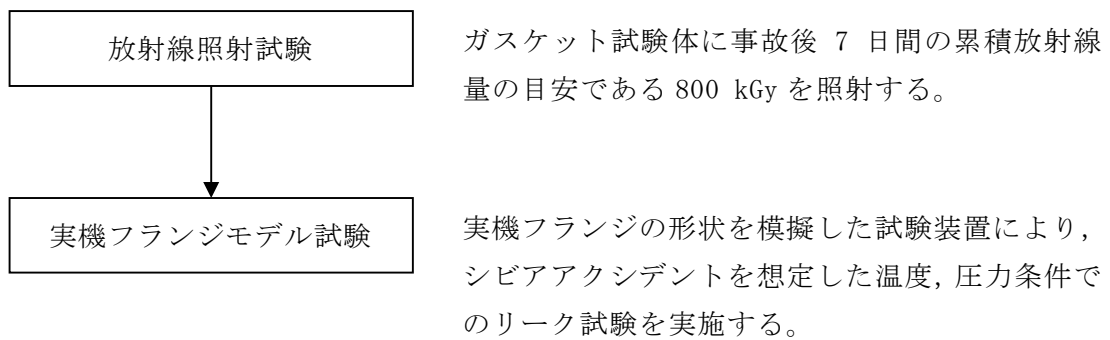 放射線照射試験
ガスケット試験体に事故後 7 日間の累積放射線
量の目安である 800 kGy を照射する。
実機フランジモデル試験
実機フランジの形状を模擬した試験装置により,
シビアアクシデントを想定した温度,圧力条件で
のリーク試験を実施する。